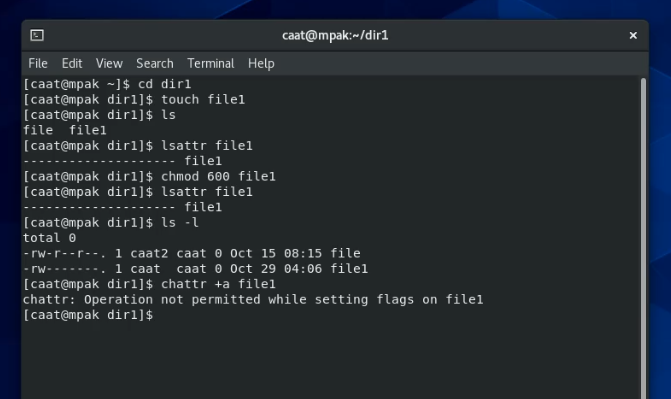 caat@mpak:~/dir1
File Edit View Search Terminal Help
[caat@mpak ~]$ cd dir1
[caat@mpak dir1]$ touch file1
[caat@mpak dir1]$ ls
file  file1
[caat@mpak dir1]$ lsattr file1
-------------------- file1
[caat@mpak dir1]$ chmod 600 file1
[caat@mpak dir1]$ lsattr file1
-------------------- file1
[caat@mpak dir1]$ ls -l
total 0
-rw-r--r--. 1 caat2 caat 0 Oct 15 08:15 file
-rw-------. 1 caat  caat 0 Oct 29 04:06 file1
[caat@mpak dir1]$ chattr +a file1
chattr: Operation not permitted while setting flags on file1
[caat@mpak dir1]$